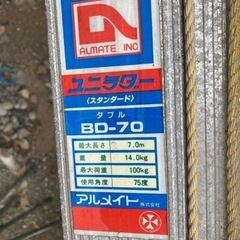 ALMATE INC
ユニラダー
〈スタンダード〉
ダブル
BD-70
最大長さ 7.0m
重量 14.0kg
最大荷重 100kg
使用角度 75度
アルメイト
株式会社